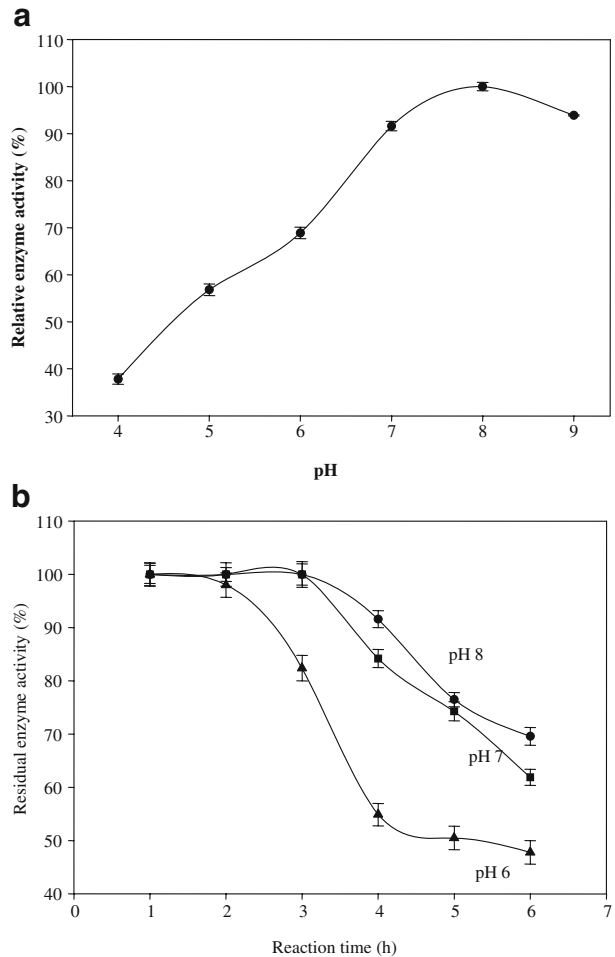 a
110
100
90
80
70
60
50
40
30
Relative enzyme activity (%)
4 5 6 7 8 9
pH
b
110
100
90
80
70
60
50
40
Residual enzyme activity (%)
pH 8
pH 7
pH 6
0 1 2 3 4 5 6 7
Reaction time (h)